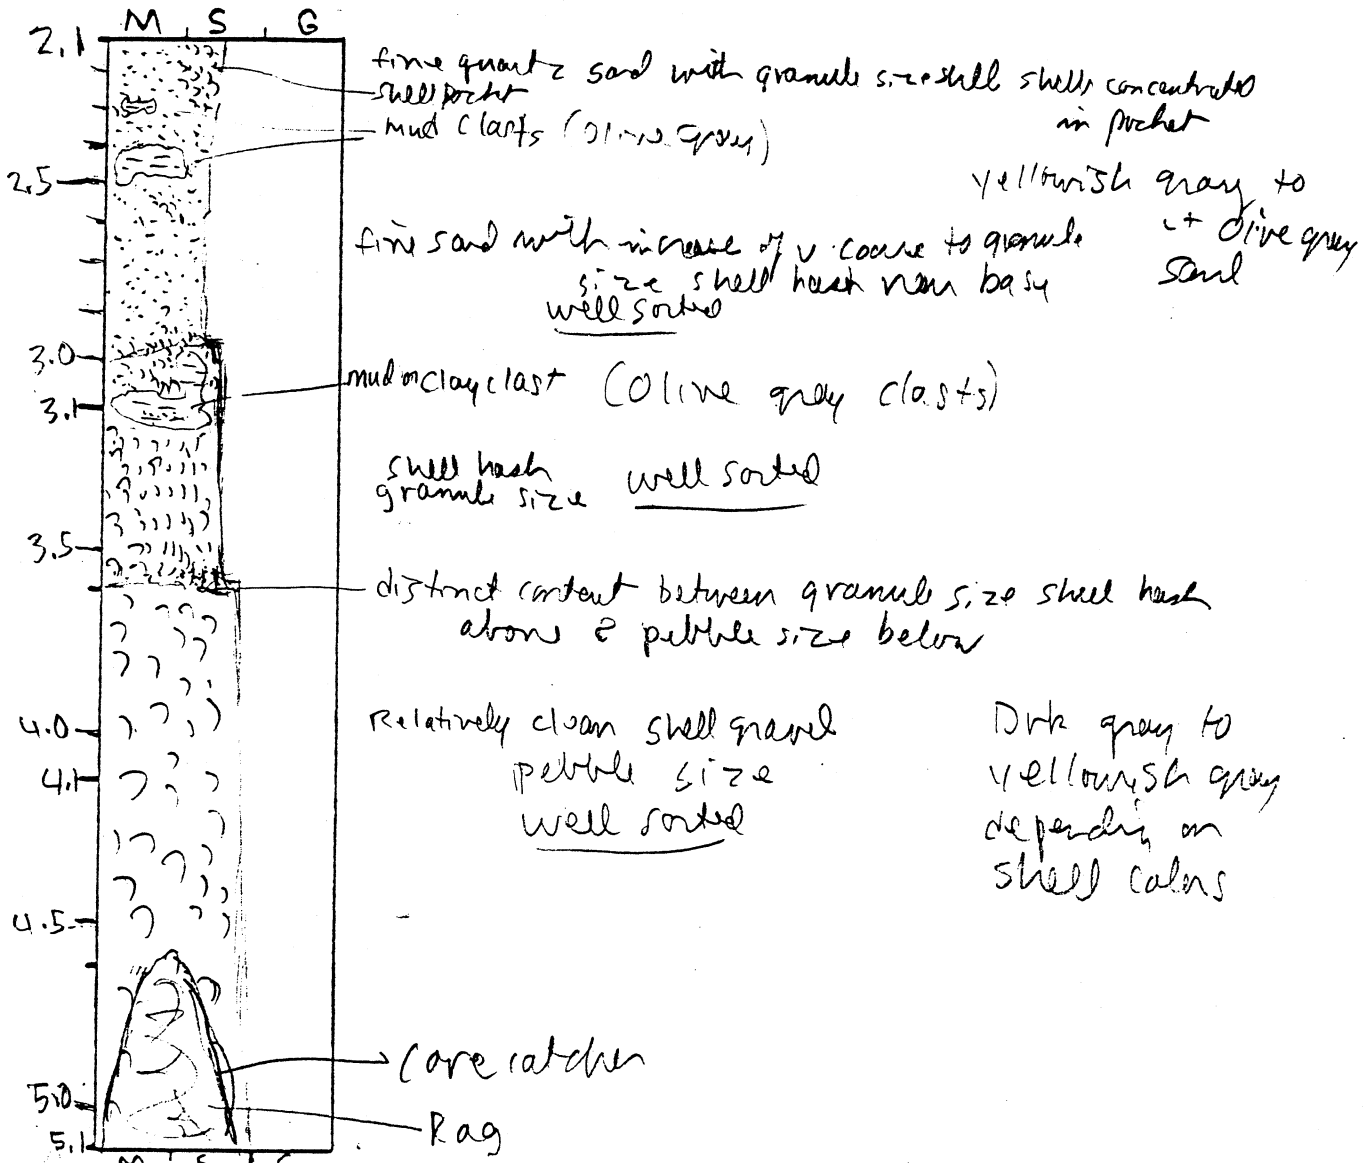 M S G
2.1
fine quartz sand with granule size shell shells concentrated
in pocket
shell pocket
mud clasts (olive gray)
2.5
yellowish gray to
lt olive gray
sand
fine sand with increase of v. coarse to granule
size shell hash near base
well sorted
3.0
mud or clay clast (Olive gray clasts)
3.1
shell hash
granule size well sorted
3.5
distinct contact between granule size shell hash
above & pebble size below
4.0
Relatively clean shell gravel
pebble size
well sorted
Drk gray to
yellowish gray
depending on
shell colors
4.1
4.5
Core catcher
5.0
Rag
5.1
M S